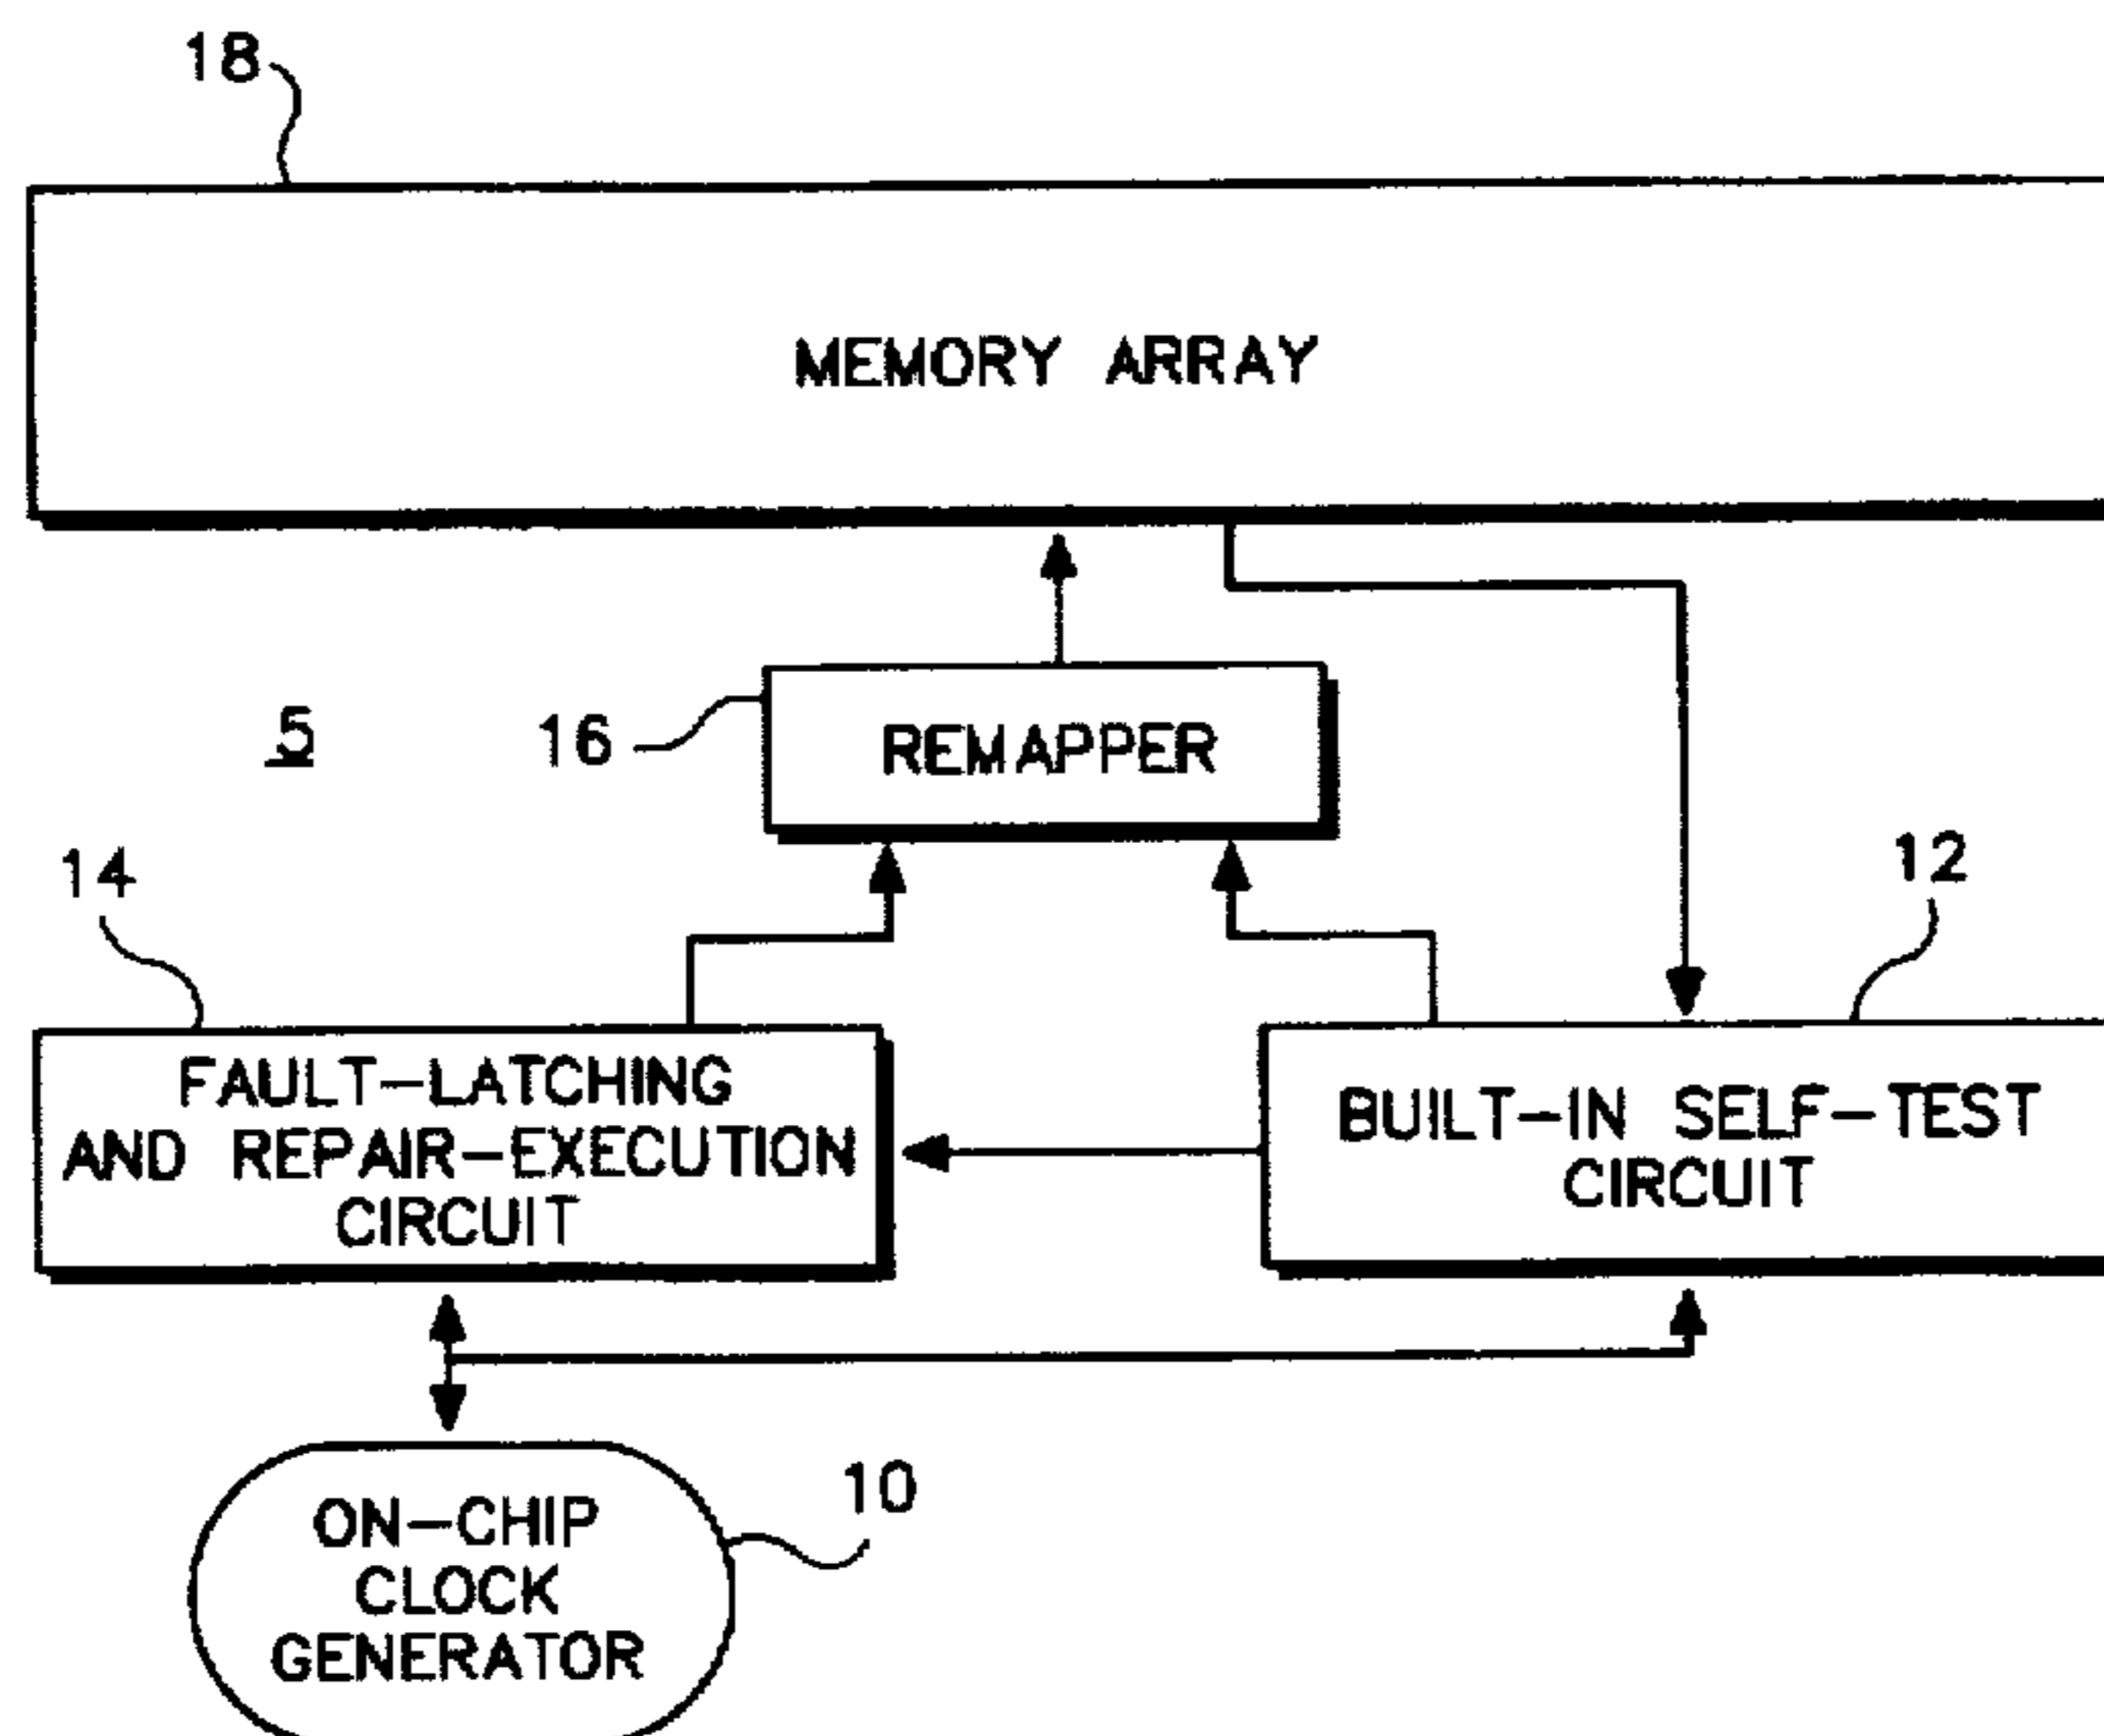 18
MEMORY ARRAY
5
16
REMAPPER
14
12
FAULT-LATCHING
AND REPAIR-EXECUTION
CIRCUIT
BUILT-IN SELF-TEST
CIRCUIT
10
ON-CHIP
CLOCK
GENERATOR